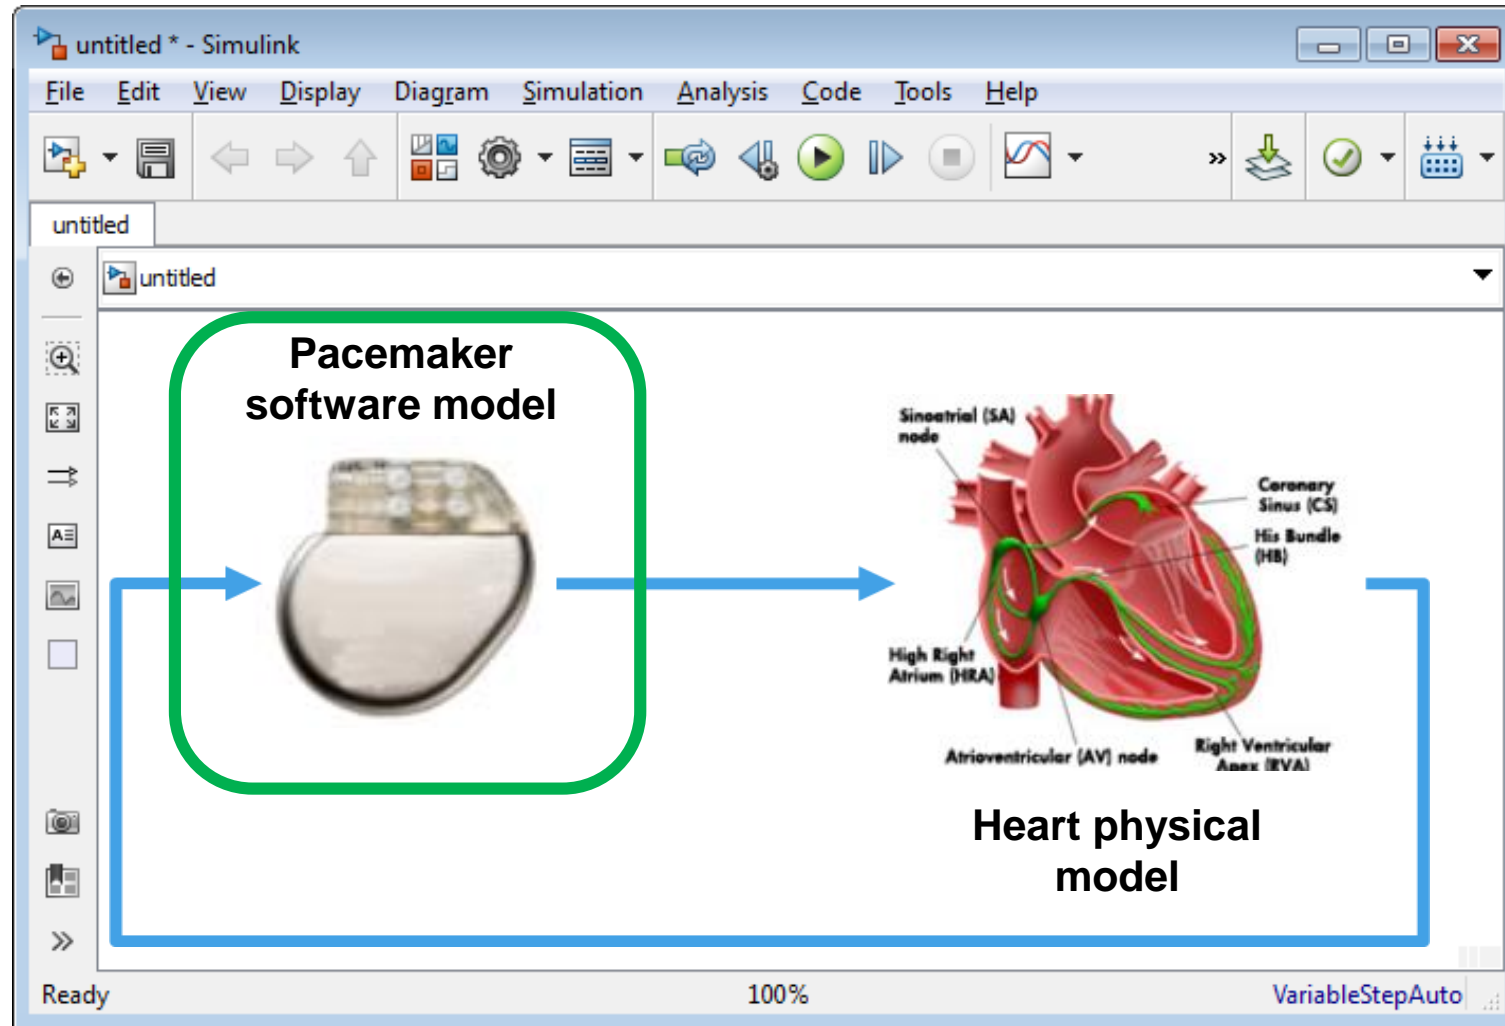 untitled * - Simulink
File Edit View Display Diagram Simulation Analysis Code Tools Help
untitled
untitled
Pacemaker
software model
Sinoatrial (SA)
node
Coronary
Sinus (CS)
His Bundle
(HB)
High Right
Atrium (HRA)
Atrioventricular (AV) node
Right Ventricular
Apex (RVA)
Heart physical
model
Ready 100% VariableStepAuto